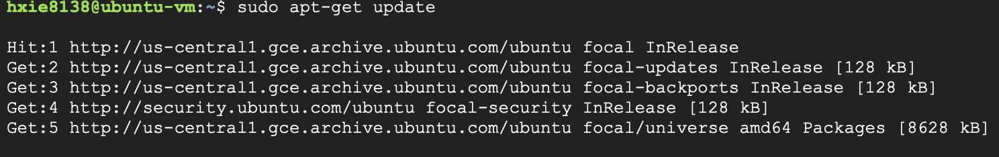 hxie8138@ubuntu-vm:~$ sudo apt-get update
Hit:1 http://us-central1.gce.archive.ubuntu.com/ubuntu focal InRelease
Get:2 http://us-central1.gce.archive.ubuntu.com/ubuntu focal-updates InRelease [128 kB]
Get:3 http://us-central1.gce.archive.ubuntu.com/ubuntu focal-backports InRelease [128 kB]
Get:4 http://security.ubuntu.com/ubuntu focal-security InRelease [128 kB]
Get:5 http://us-central1.gce.archive.ubuntu.com/ubuntu focal/universe amd64 Packages [8628 kB]